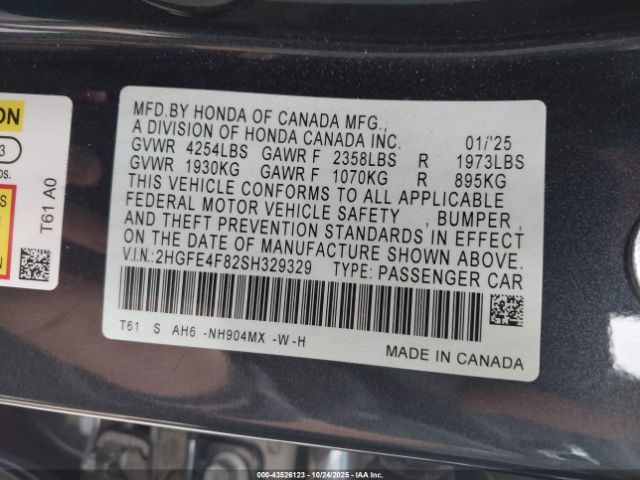 ON
3
DS.
S
T61 A0
MFD.BY HONDA OF CANADA MFG.,
A DIVISION OF HONDA CANADA INC. 01/'25
GVWR 4254LBS GAWR F 2358LBS R 1973LBS
GVWR 1930KG GAWR F 1070KG R 895KG
THIS VEHICLE CONFORMS TO ALL APPLICABLE
FEDERAL MOTOR VEHICLE SAFETY , BUMPER ,
AND THEFT PREVENTION STANDARDS IN EFFECT
ON THE DATE OF MANUFACTURE SHOWN ABOVE.
V.I.N.:2HGFE4F82SH329329 TYPE: PASSENGER CAR
T61 S AH6 -NH904MX -W-H
MADE IN CANADA
000-43526123 - 10/24/2025 - IAA Inc.